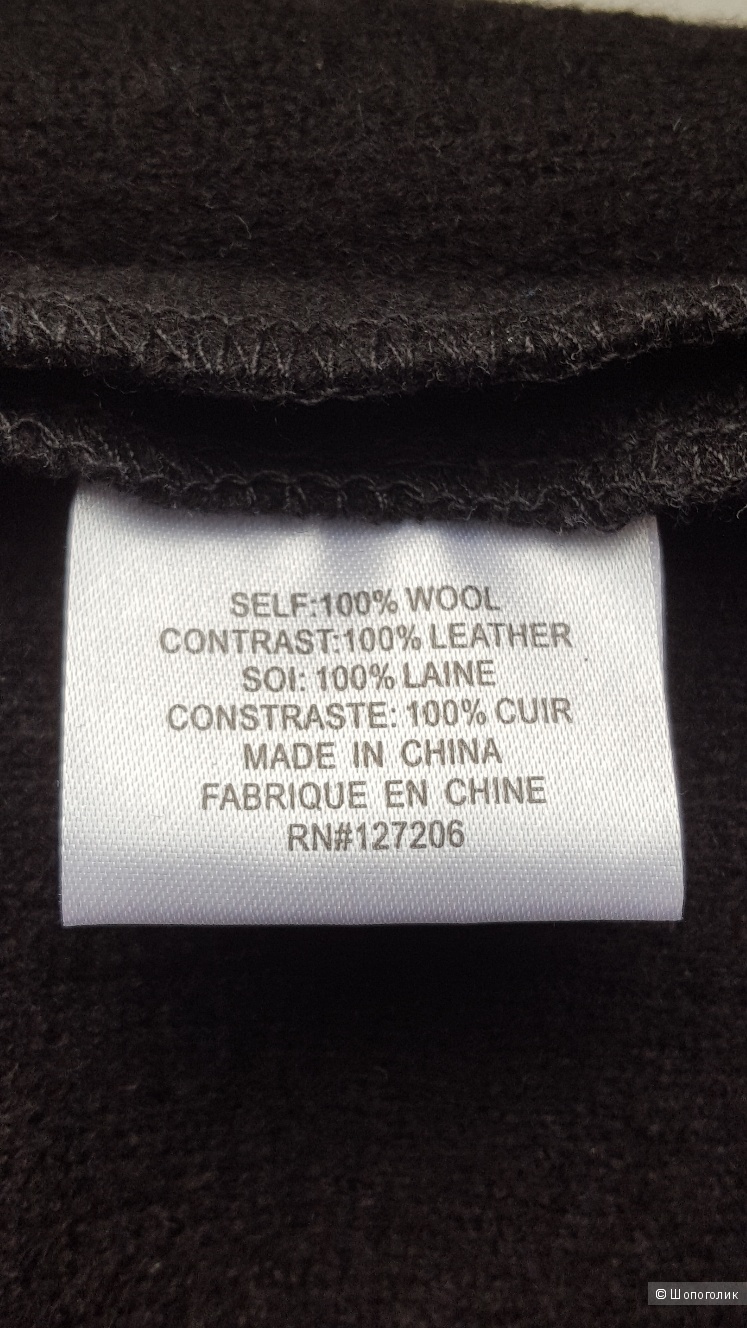 SELF:100% WOOL
CONTRAST:100% LEATHER
SOI: 100% LAINE
CONSTRASTE: 100% CUIR
MADE IN CHINA
FABRIQUE EN CHINE
RN#127206
© Шопоголик